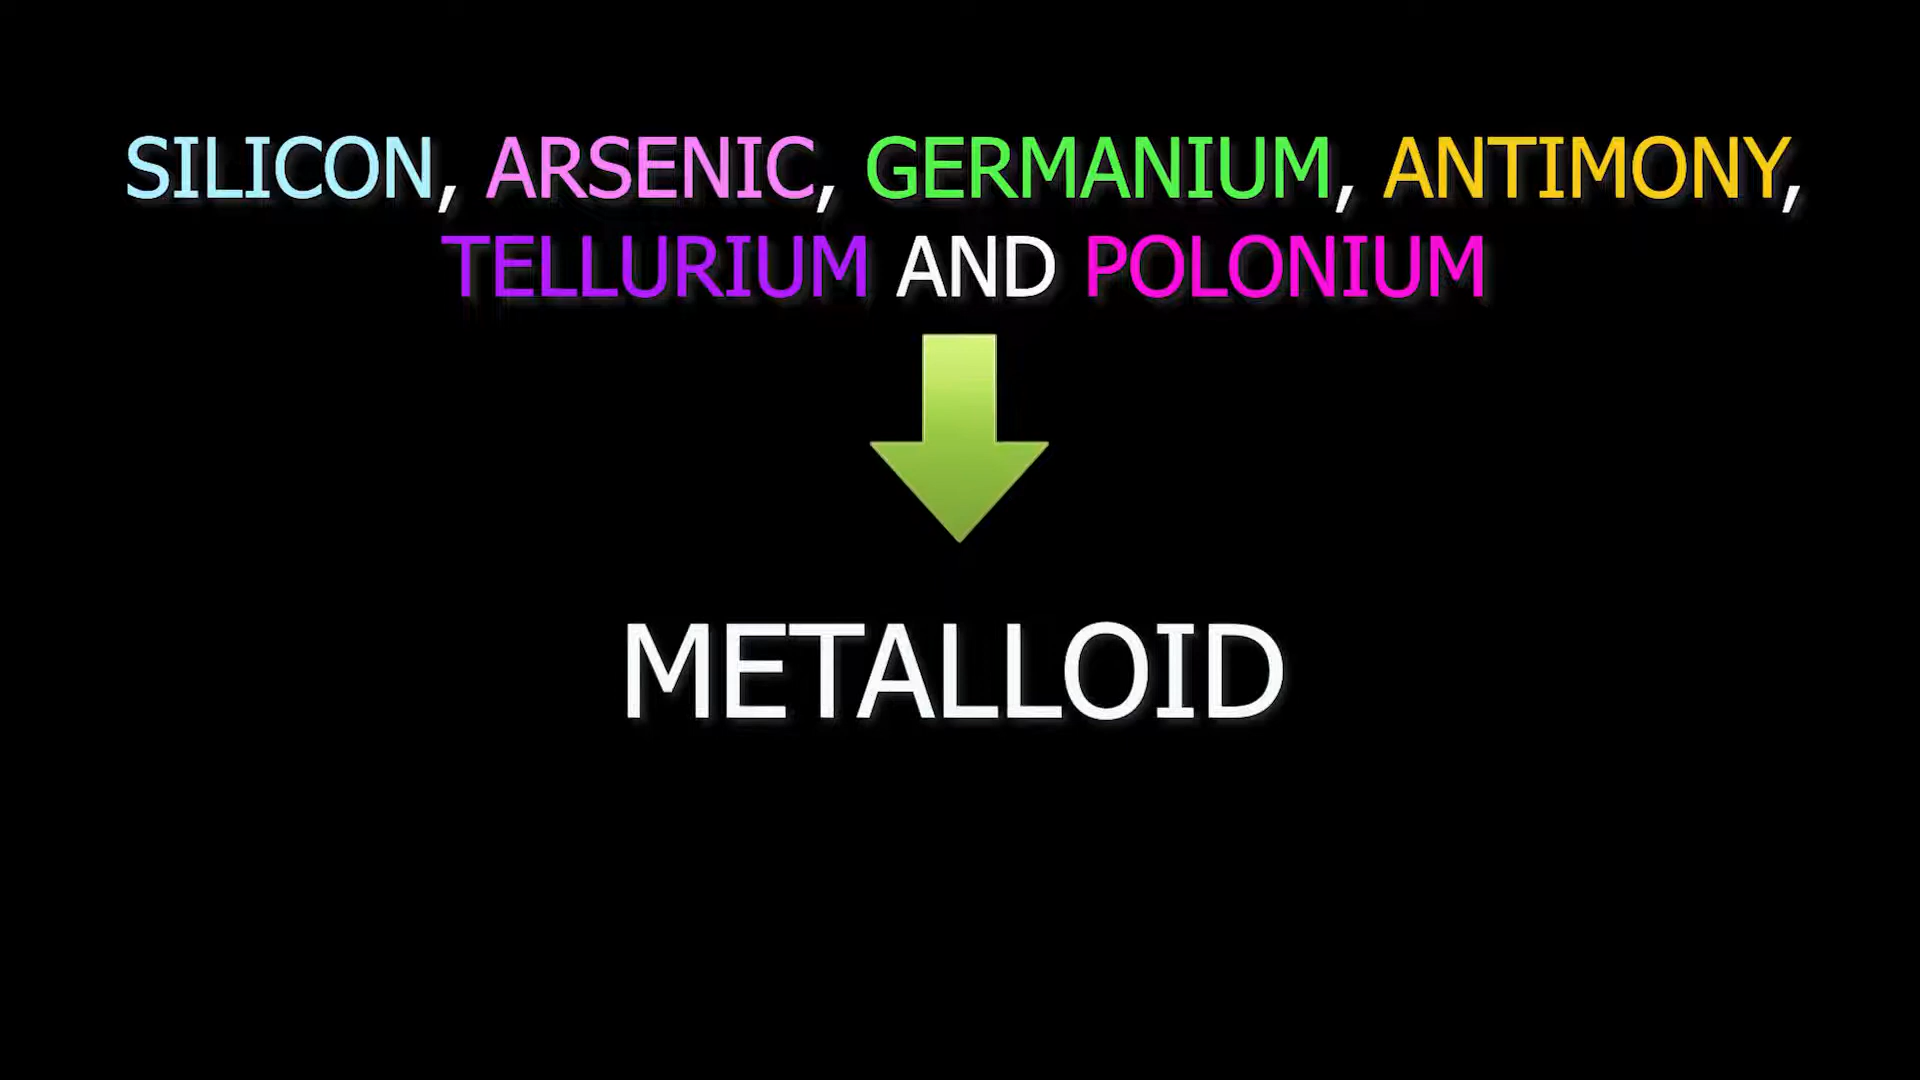 SILICON, ARSENIC, GERMANIUM, ANTIMONY,
TELLURIUM AND POLONIUM
METALLOID